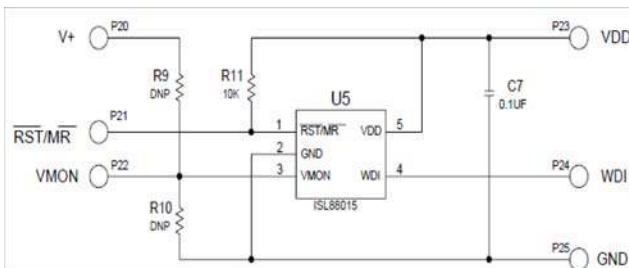 V+
P20
P23
VDD
R9
DNP
R11
10K
U5
C7
0.1UF
RST/MR
P21
1
RST/MR
VDD
5
2
GND
VMON
P22
3
VMON
WDI
4
P24
WDI
ISL88015
R10
DNP
P25
GND